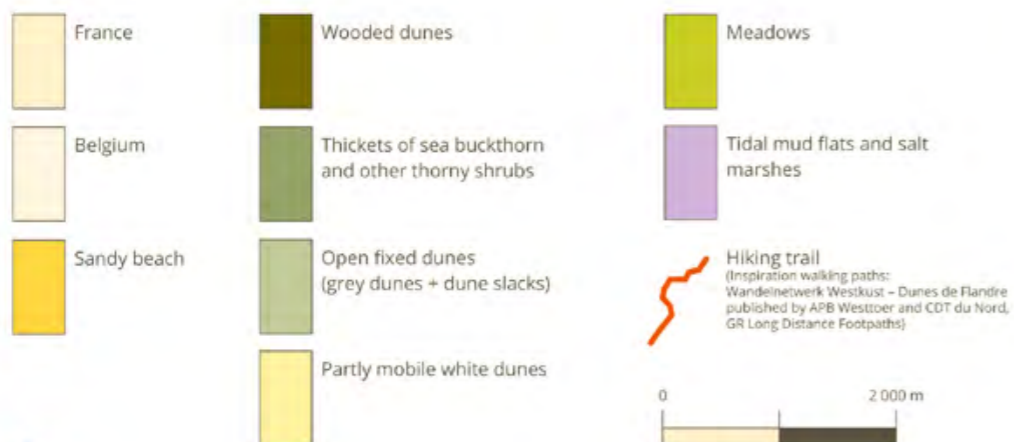 France
Belgium
Sandy beach
Wooded dunes
Thickets of sea buckthorn
and other thorny shrubs
Open fixed dunes
(grey dunes + dune slacks)
Partly mobile white dunes
Meadows
Tidal mud flats and salt
marshes
Hiking trail
(Inspiration walking paths:
Wandelnetwerk Westkust – Dunes de Flandre
published by APB Westtoer and CDT du Nord,
GR Long Distance Footpaths)
0 2 000 m